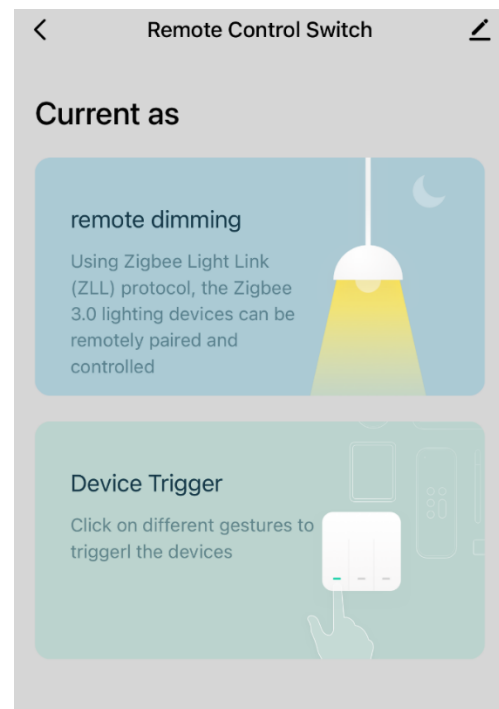 Remote Control Switch
Current as
remote dimming
Using Zigbee Light Link
(ZLL) protocol, the Zigbee
3.0 lighting devices can be
remotely paired and
controlled
Device Trigger
Click on different gestures to
triggerl the devices